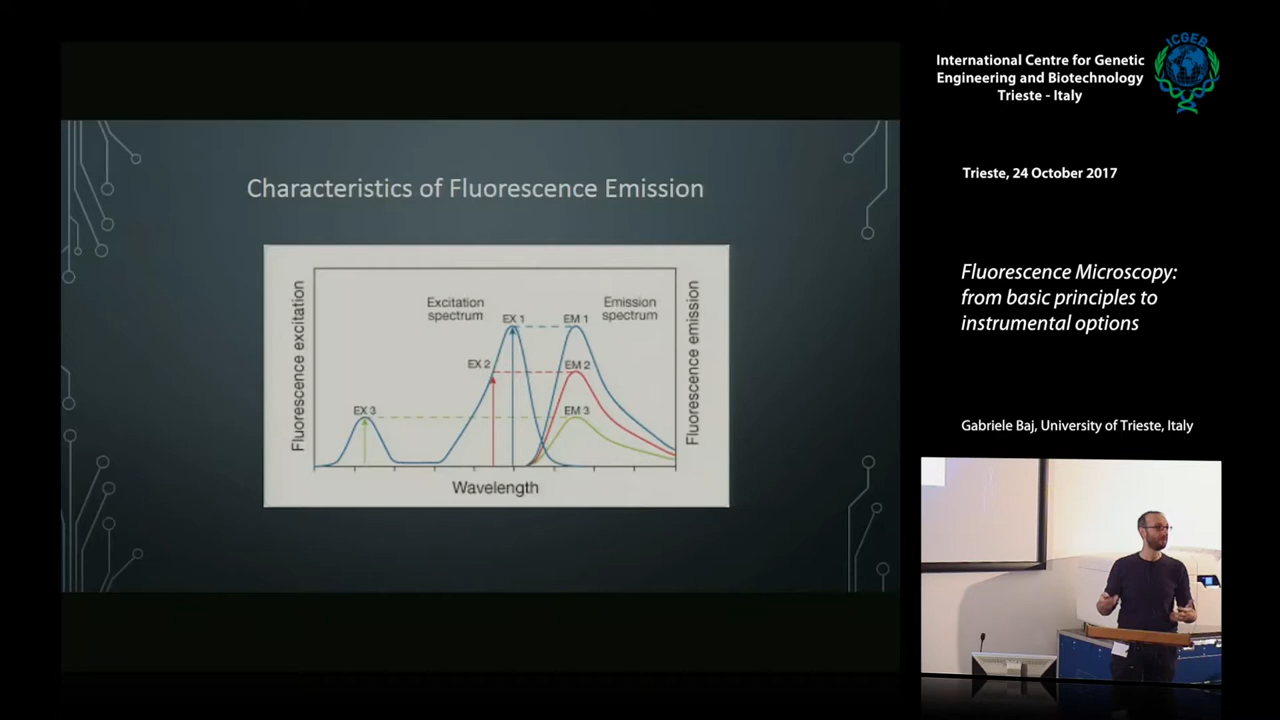 Characteristics of Fluorescence Emission
Fluorescence excitation
Excitation
spectrum
Emission
spectrum
EX 1
EM 1
EX 2
EM 2
EX 3
EM 3
Fluorescence emission
Wavelength
International Centre for Genetic
Engineering and Biotechnology
Trieste - Italy
ICGEB
Trieste, 24 October 2017
Fluorescence Microscopy:
from basic principles to
instrumental options
Gabriele Baj, University of Trieste, Italy